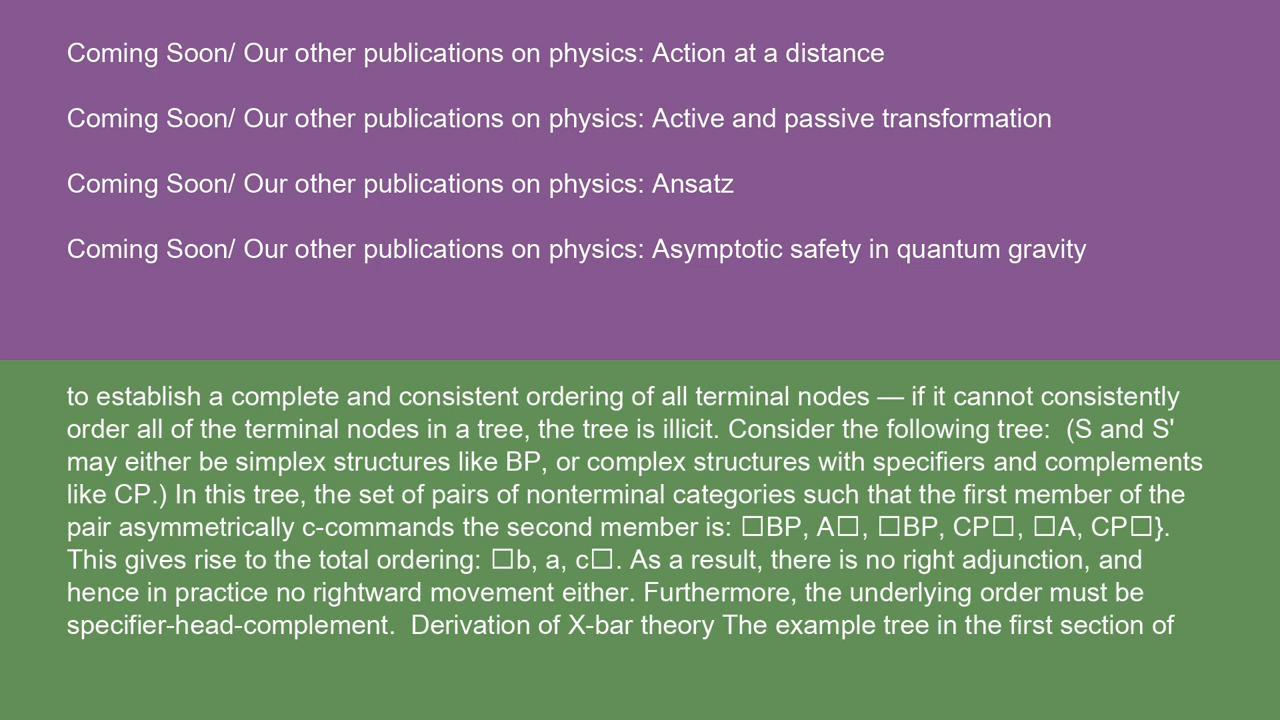 Coming Soon/ Our other publications on physics: Action at a distance
Coming Soon/ Our other publications on physics: Active and passive transformation
Coming Soon/ Our other publications on physics: Ansatz
Coming Soon/ Our other publications on physics: Asymptotic safety in quantum gravity
to establish a complete and consistent ordering of all terminal nodes — if it cannot consistently
order all of the terminal nodes in a tree, the tree is illicit. Consider the following tree:  (S and S'
may either be simplex structures like BP, or complex structures with specifiers and complements
like CP.) In this tree, the set of pairs of nonterminal categories such that the first member of the
pair asymmetrically c-commands the second member is: □BP, A□, □BP, CP□, □A, CP□}.
This gives rise to the total ordering: □b, a, c□. As a result, there is no right adjunction, and
hence in practice no rightward movement either. Furthermore, the underlying order must be
specifier-head-complement.  Derivation of X-bar theory The example tree in the first section of